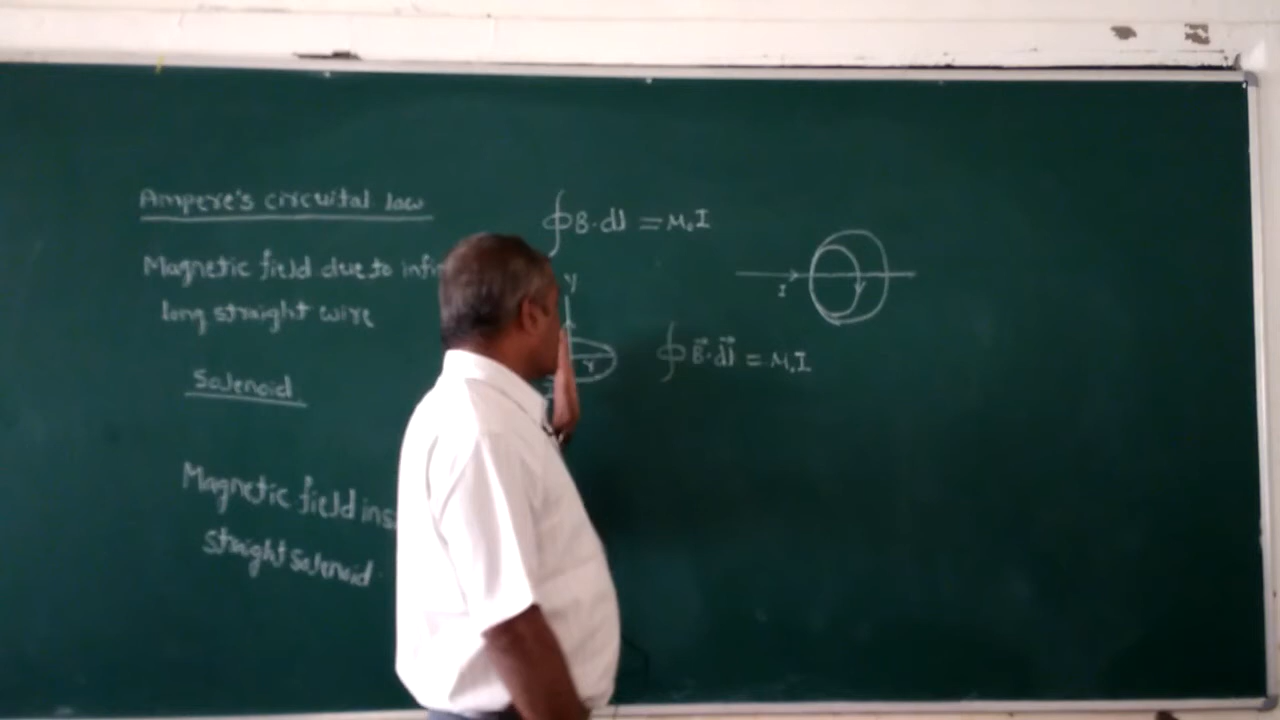 Ampere's circuital law
∮B·dl = μ₀I
Magnetic field due to infi
long straight wire
Y
I
r
∮B⃗·dl⃗ = μ₀I
Solenoid
Magnetic field ins
straight solenoid